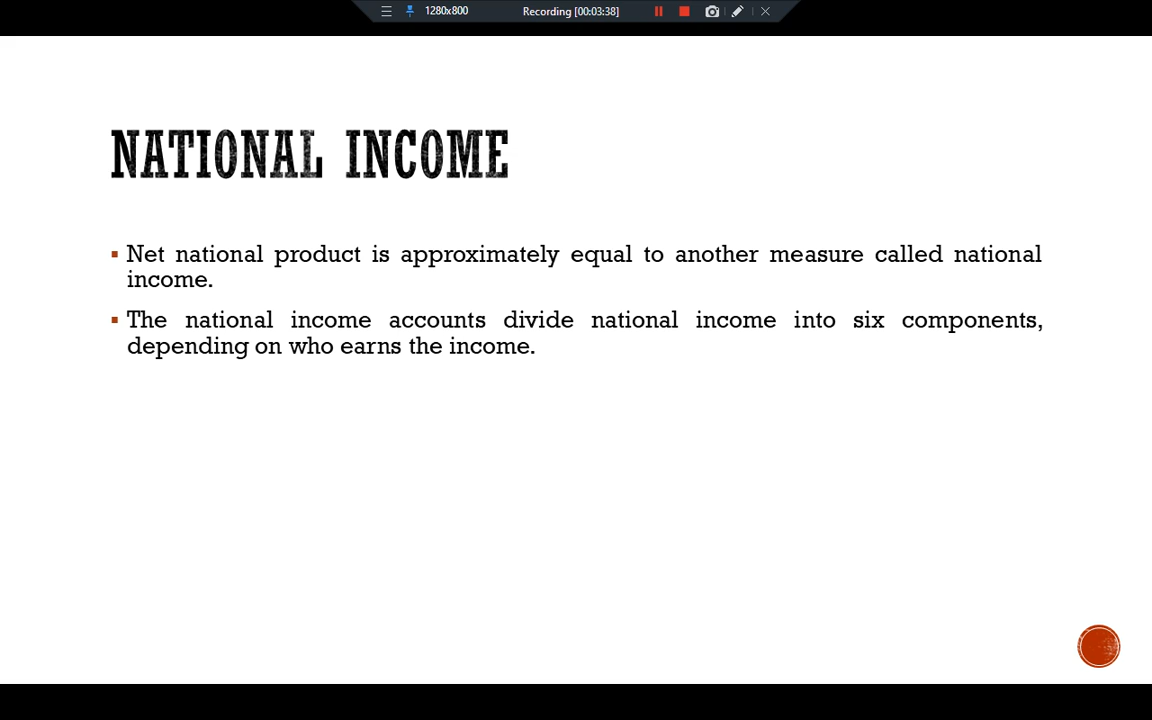 1280x800
Recording [00:03:38]
NATIONAL INCOME
Net national product is approximately equal to another measure called national
income.
The national income accounts divide national income into six components,
depending on who earns the income.